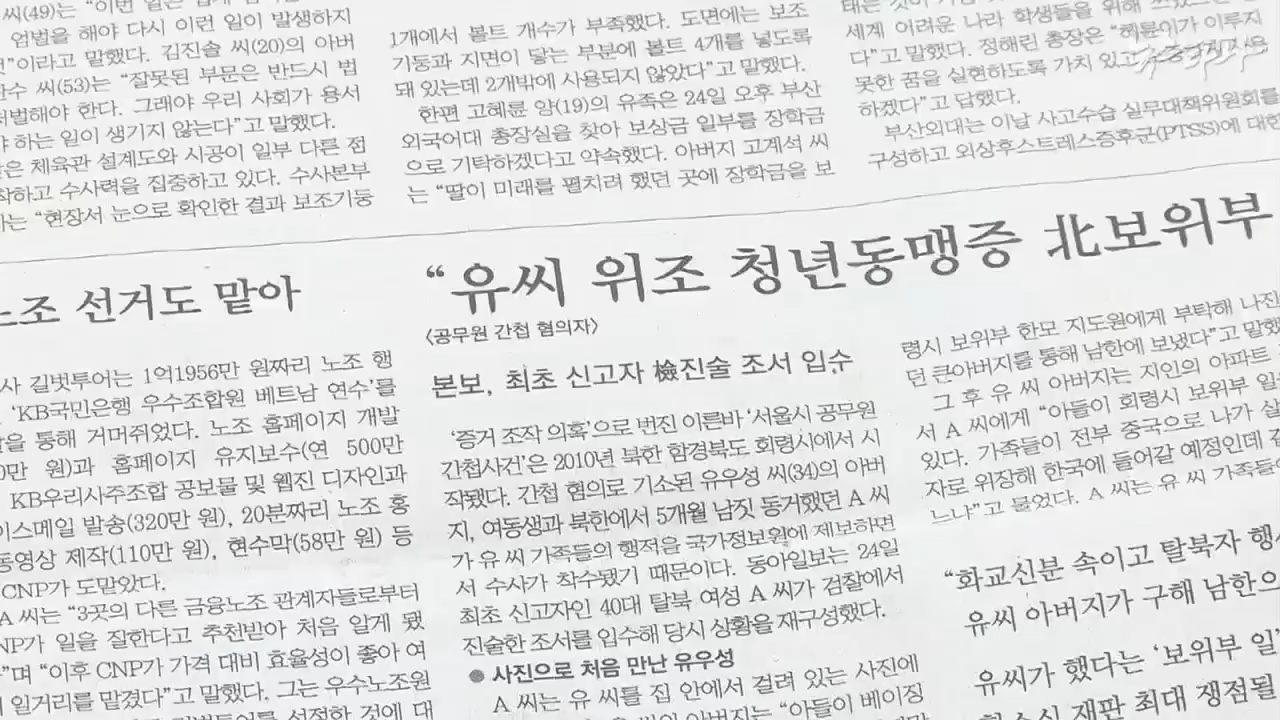 씨(49)는 “이번 일은
엄벌을 해야 다시 이런 일이 발생하지
”이라고 말했다. 김진솔 씨(20)의 아버
수 씨(53)는 “잘못된 부문은 반드시 법
처벌해야 한다. 그래야 우리 사회가 용서
야 하는 일이 생기지 않는다”고 말했다.
은 체육관 설계도와 시공이 일부 다른 점
착하고 수사력을 집중하고 있다. 수사본부
는 “현장서 눈으로 확인한 결과 보조기둥
1개에서 볼트 개수가 부족했다. 도면에는 보조
기둥과 지면이 닿는 부분에 볼트 4개를 넣도록
돼 있는데 2개밖에 사용되지 않았다”고 말했다.
한편 고혜륜 양(19)의 유족은 24일 오후 부산
외국어대 총장실을 찾아 보상금 일부를 장학금
으로 기탁하겠다고 약속했다. 아버지 고계석 씨
는 “딸이 미래를 펼치려 했던 곳에 장학금을 보
세계 어려운 나라 학생들을 위해
다”고 말했다. 정해린 총장은 “혜륜이가 이루지
못한 꿈을 실현하도록 가치 있고
하겠다”고 답했다.
부산외대는 이날 사고수습 실무대책위원회를
구성하고 외상후스트레스증후군(PTSS)에 대한
노조 선거도 맡아
사 길벗투어는 1억1956만 원짜리 노조 행
‘KB국민은행 우수조합원 베트남 연수’를
을 통해 거머쥐었다. 노조 홈페이지 개발
만 원)과 홈페이지 유지보수(연 500만
KB우리사주조합 공보물 및 웹진 디자인과
이스메일 발송(320만 원), 20분짜리 노조 홍
동영상 제작(110만 원), 현수막(58만 원) 등
CNP가 도맡았다.
A 씨는 “3곳의 다른 금융노조 관계자들로부터
NP가 일을 잘한다고 추천받아 처음 알게 됐
”며 “이후 CNP가 가격 대비 효율성이 좋아 여
일거리를 맡겼다”고 말했다. 그는 우수노조원
선정한 것에 대
“유씨 위조 청년동맹증 北보위부
〈공무원 간첩 혐의자〉
본보, 최초 신고자 檢진술 조서 입수
‘증거 조작 의혹’으로 번진 이른바 ‘서울시 공무원
간첩사건’은 2010년 북한 함경북도 회령시에서 시
작됐다. 간첩 혐의로 기소된 유우성 씨(34)의 아버
지, 여동생과 북한에서 5개월 남짓 동거했던 A 씨
가 유 씨 가족들의 행적을 국가정보원에 제보하면
서 수사가 착수됐기 때문이다. 동아일보는 24일
최초 신고자인 40대 탈북 여성 A 씨가 검찰에서
진술한 조서를 입수해 당시 상황을 재구성했다.
● 사진으로 처음 만난 유우성
A 씨는 유 씨를 집 안에서 걸려 있는 사진에
아버지는 “아들이 베이징
령시 보위부 한모 지도원에게 부탁해 나진
던 큰아버지를 통해 남한에 보냈다”고 말했
그 후 유 씨 아버지는 지인의 아파트
서 A 씨에게 “아들이 회령시 보위부 일
있다. 가족들이 전부 중국으로 나가 살
자로 위장해 한국에 들어갈 예정인데
느냐”고 물었다. A 씨는 유 씨 가족들
“화교신분 속이고 탈북자 행세
유씨 아버지가 구해 남한으
유씨가 했다는 ‘보위부 일
재판 최대 쟁점될